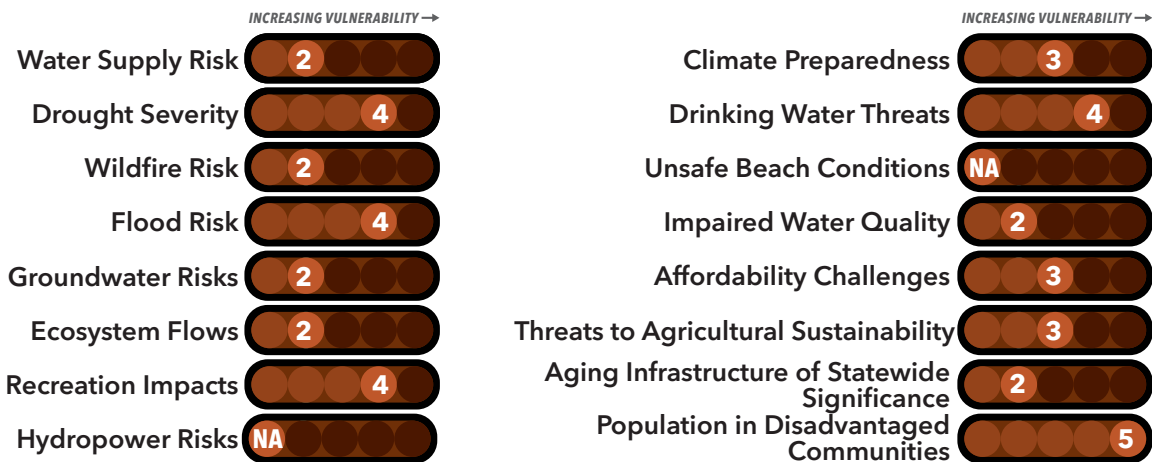 INCREASING VULNERABILITY →
Water Supply Risk 2
Drought Severity 4
Wildfire Risk 2
Flood Risk 4
Groundwater Risks 2
Ecosystem Flows 2
Recreation Impacts 4
Hydropower Risks NA
INCREASING VULNERABILITY →
Climate Preparedness 3
Drinking Water Threats 4
Unsafe Beach Conditions NA
Impaired Water Quality 2
Affordability Challenges 3
Threats to Agricultural Sustainability 3
Aging Infrastructure of Statewide
Significance 2
Population in Disadvantaged
Communities 5